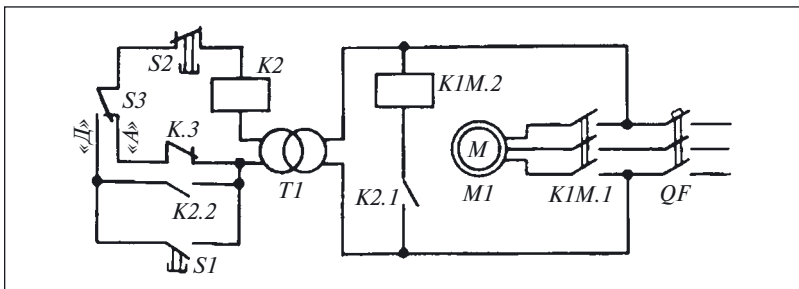 S2
K2
K1M.2
S3
«Д»
«А»
K.3
M
T1
K2.1
M1
K1M.1
QF
K2.2
S1